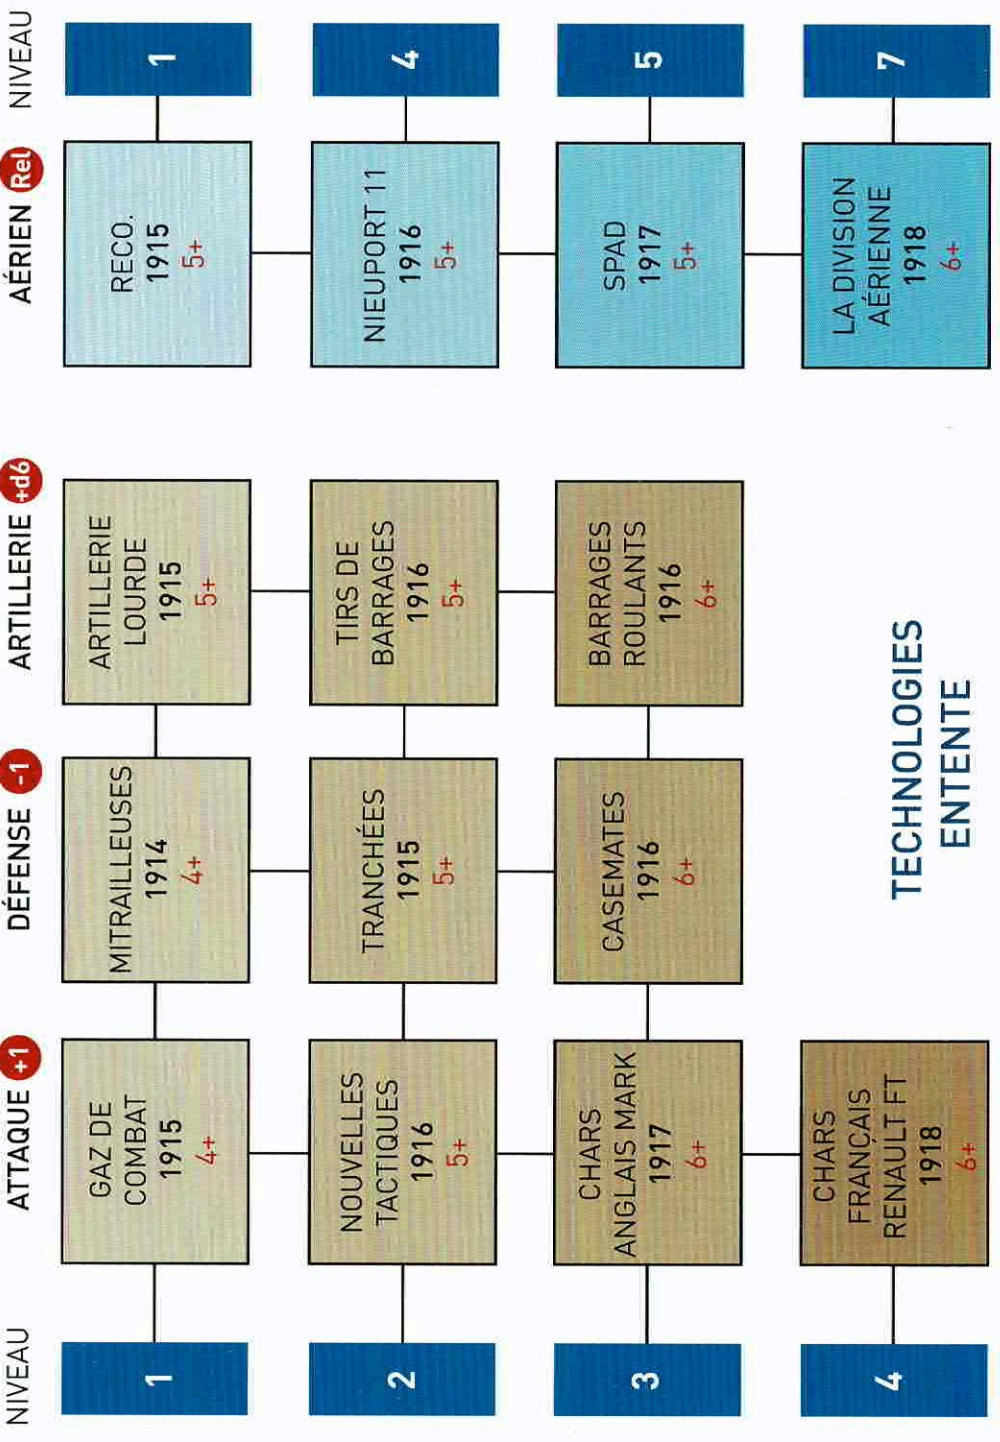 NIVEAU
ATTAQUE +1
DÉFENSE -1
ARTILLERIE +d6
AÉRIEN Rel
NIVEAU
1
GAZ DE
COMBAT
1915
4+
MITRAILLEUSES
1914
4+
ARTILLERIE
LOURDE
1915
5+
RECO.
1915
5+
1
2
NOUVELLES
TACTIQUES
1916
5+
TRANCHÉES
1915
5+
TIRS DE
BARRAGES
1916
5+
NIEUPORT 11
1916
5+
4
3
CHARS
ANGLAIS MARK
1917
6+
CASEMATES
1916
6+
BARRAGES
ROULANTS
1916
6+
SPAD
1917
5+
5
4
CHARS
FRANÇAIS
RENAULT FT
1918
6+
TECHNOLOGIES
ENTENTE
LA DIVISION
AÉRIENNE
1918
6+
7